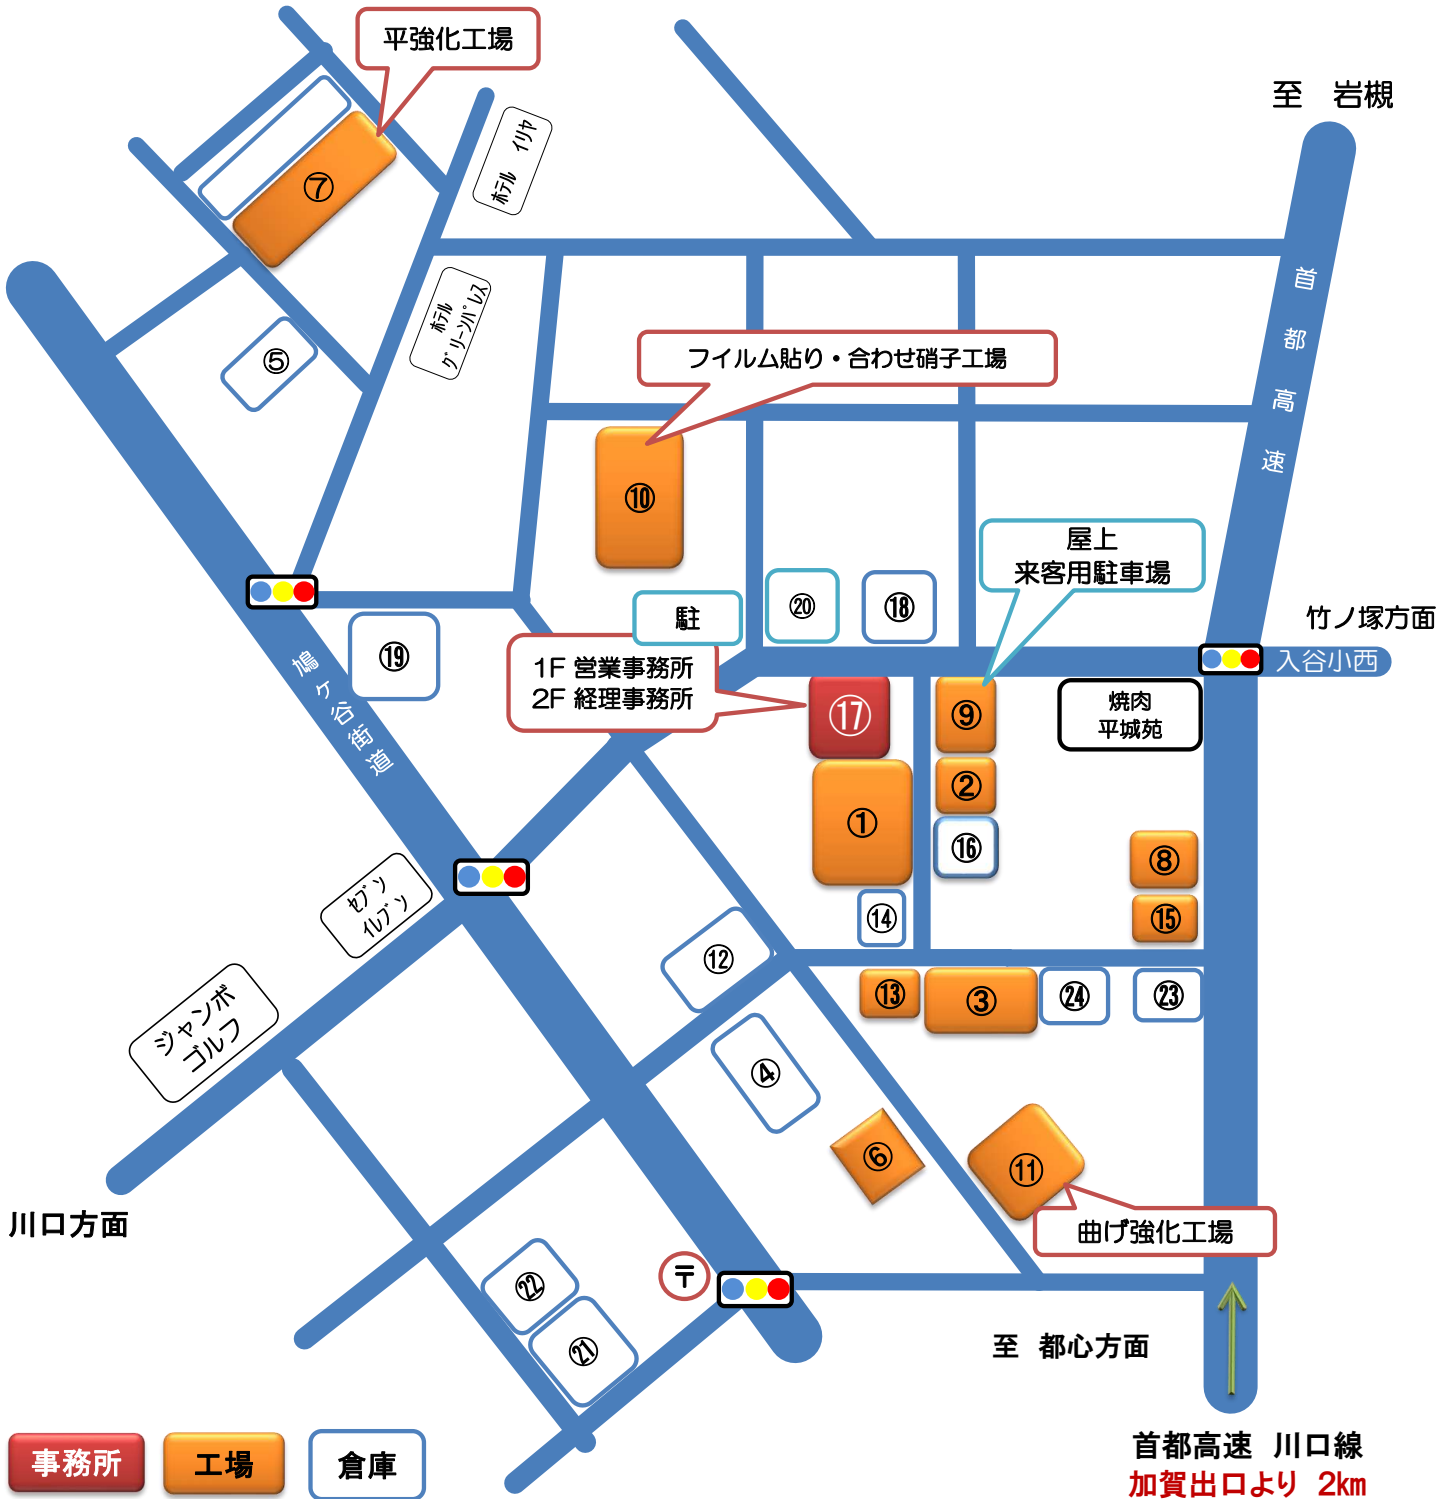 平強化工場
至　岩槻
⑦
ﾎﾃﾙ　ｲﾘﾔ
首都高速
ﾎﾃﾙ
ｸﾞﾘｰﾝﾊﾟﾚｽ
⑤
フイルム貼り・合わせ硝子工場
⑩
屋上
来客用駐車場
⑳
⑱
駐
竹ノ塚方面
⑲
入谷小西
1F 営業事務所
2F 経理事務所
⑰
⑨
焼肉
平城苑
鳩ケ谷街道
②
①
⑯
⑧
ｾﾌﾞﾝ
ｲﾚﾌﾞﾝ
⑭
⑮
⑫
⑬
③
㉔
㉓
ジャンボ
ゴルフ
④
⑥
⑪
川口方面
曲げ強化工場
〒
㉒
㉑
至　都心方面
事務所
工場
倉庫
首都高速　川口線
加賀出口より　2km